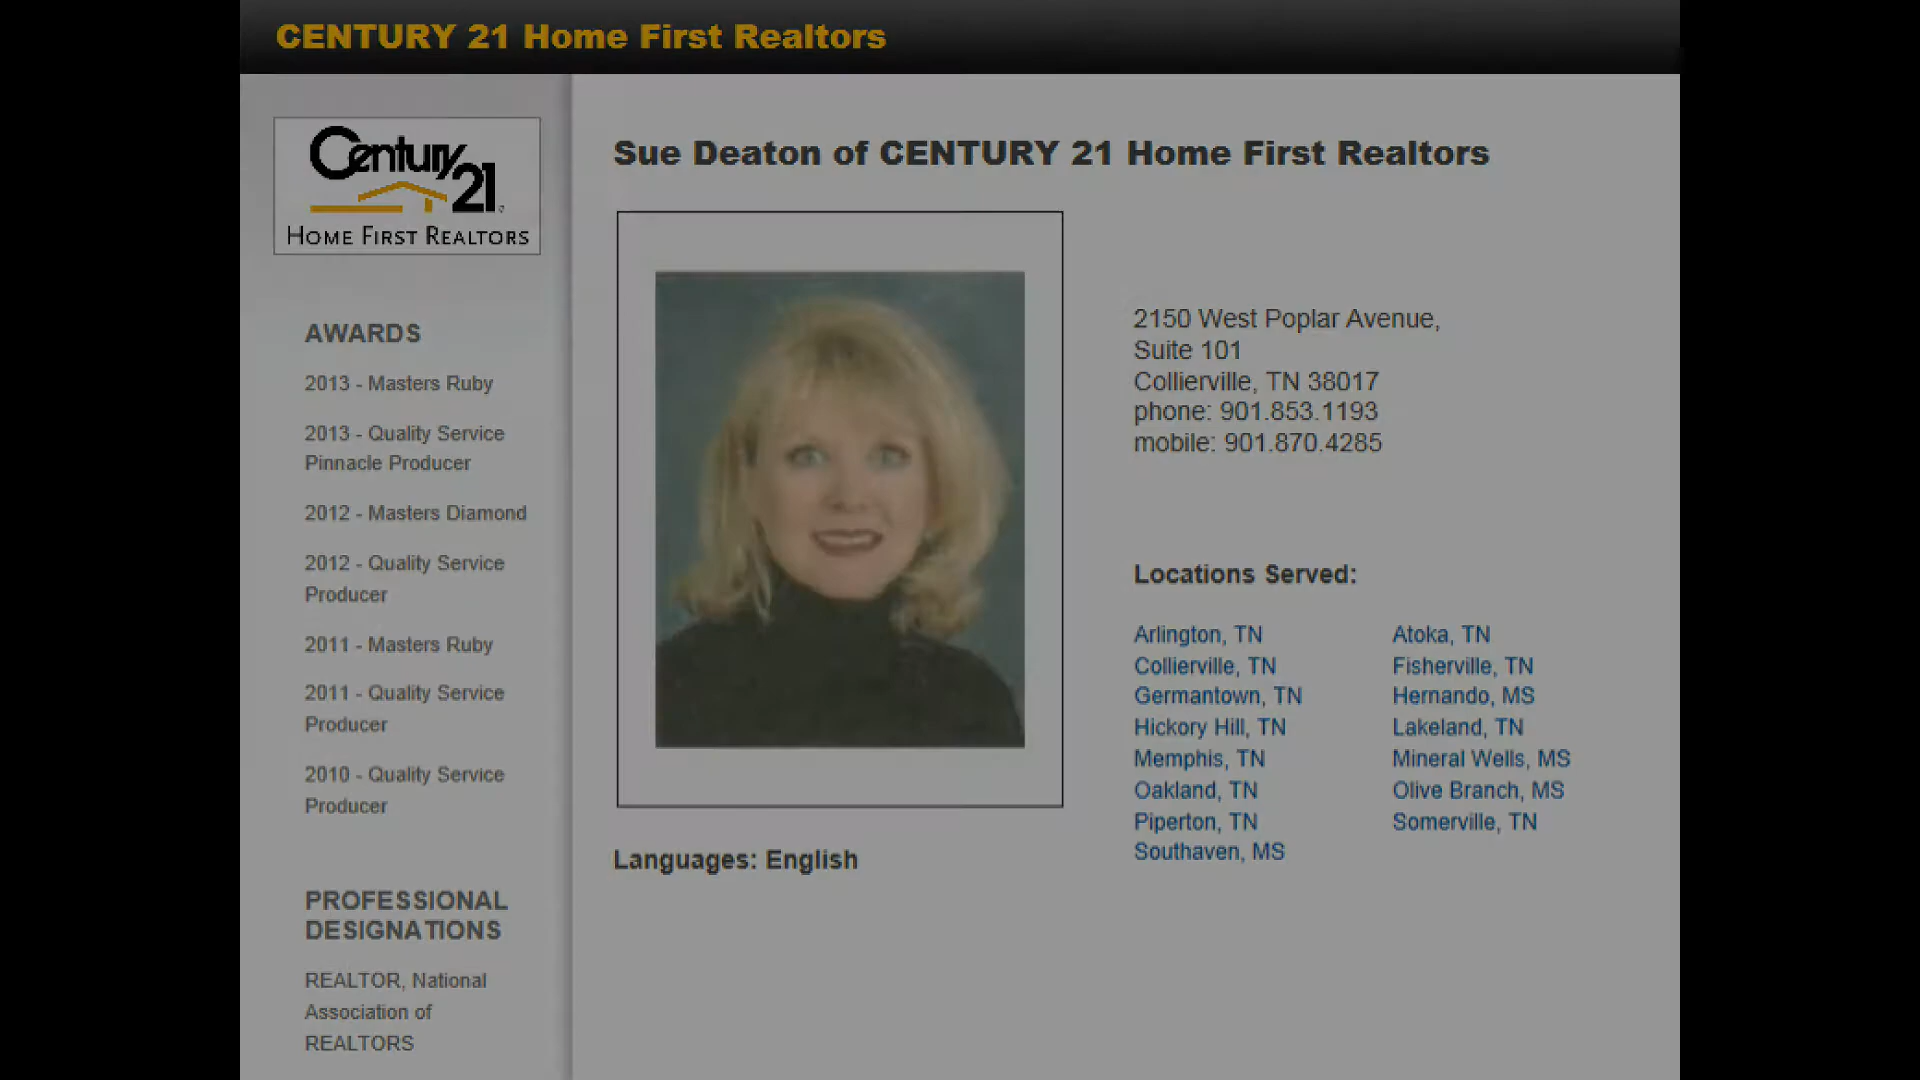 CENTURY 21 Home First Realtors
Century 21
HOME FIRST REALTORS
AWARDS
2013 - Masters Ruby
2013 - Quality Service
Pinnacle Producer
2012 - Masters Diamond
2012 - Quality Service
Producer
2011 - Masters Ruby
2011 - Quality Service
Producer
2010 - Quality Service
Producer
PROFESSIONAL
DESIGNATIONS
REALTOR, National
Association of
REALTORS
Sue Deaton of CENTURY 21 Home First Realtors
Languages: English
2150 West Poplar Avenue,
Suite 101
Collierville, TN 38017
phone: 901.853.1193
mobile: 901.870.4285
Locations Served:
Arlington, TN Atoka, TN
Collierville, TN Fisherville, TN
Germantown, TN Hernando, MS
Hickory Hill, TN Lakeland, TN
Memphis, TN Mineral Wells, MS
Oakland, TN Olive Branch, MS
Piperton, TN Somerville, TN
Southaven, MS